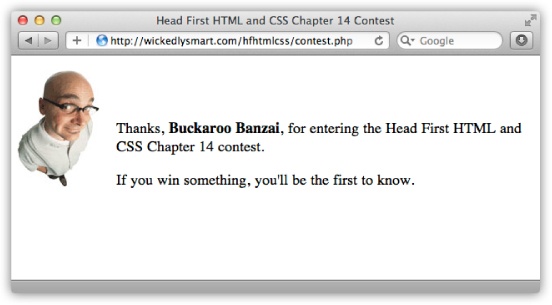 Head First HTML and CSS Chapter 14 Contest
http://wickedlysmart.com/hfhtmlcss/contest.php
Google
Thanks, Buckaroo Banzai, for entering the Head First HTML and
CSS Chapter 14 contest.
If you win something, you'll be the first to know.